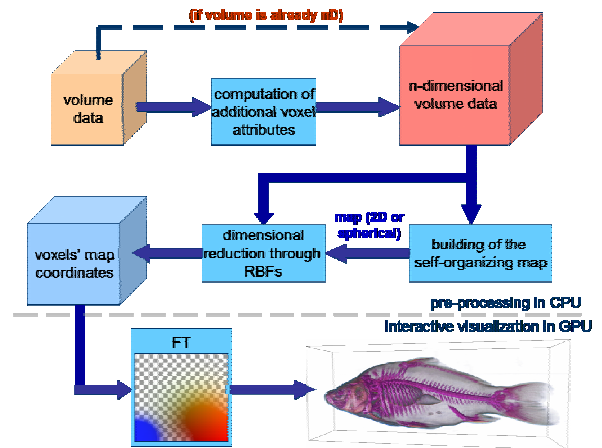 (if volume is already nD)
volume
data
computation of
additional voxel
attributes
n-dimensional
volume data
map (2D or
spherical)
voxels' map
coordinates
dimensional
reduction through
RBFs
building of the
self-organizing map
pre-processing in CPU
interactive visualization in GPU
FT